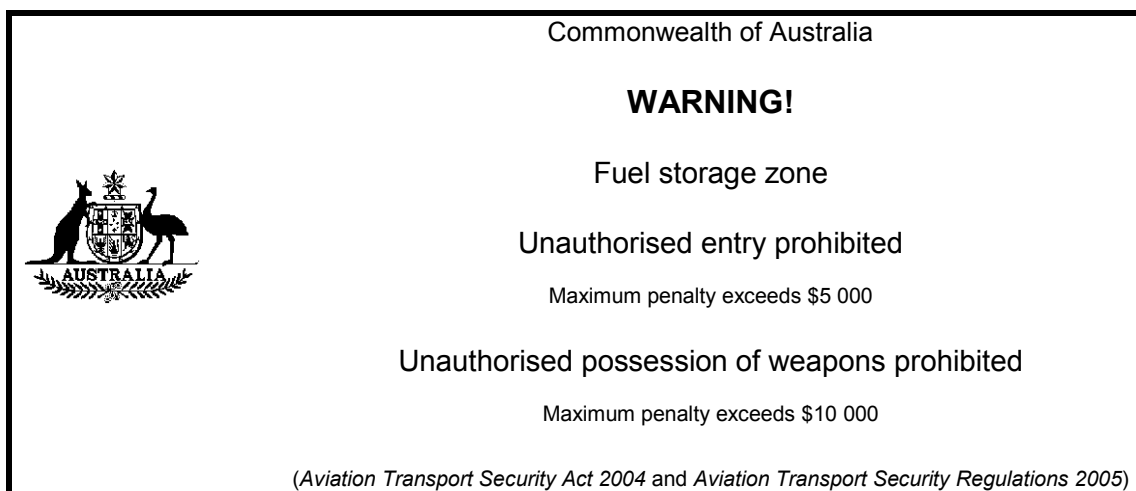 Commonwealth of Australia
WARNING!
Fuel storage zone
Unauthorised entry prohibited
Maximum penalty exceeds $5 000
AUSTRALIA
Unauthorised possession of weapons prohibited
Maximum penalty exceeds $10 000
(Aviation Transport Security Act 2004 and Aviation Transport Security Regulations 2005)